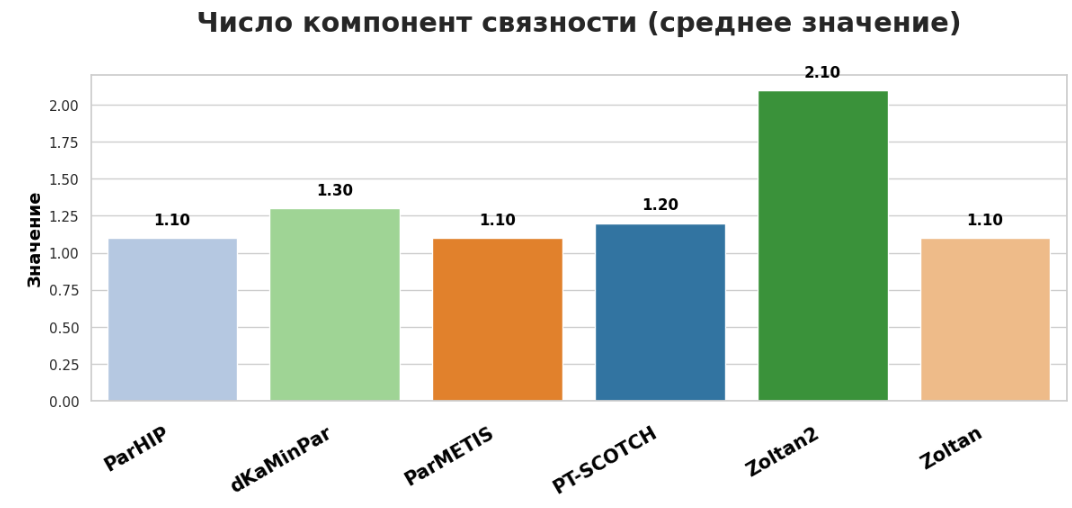 Число компонент связности (среднее значение)
Значение
2.00
1.75
1.50
1.25
1.00
0.75
0.50
0.25
0.00
1.10
1.30
1.10
1.20
2.10
1.10
ParHIP
dKaMinPar
ParMETIS
PT-SCOTCH
Zoltan2
Zoltan